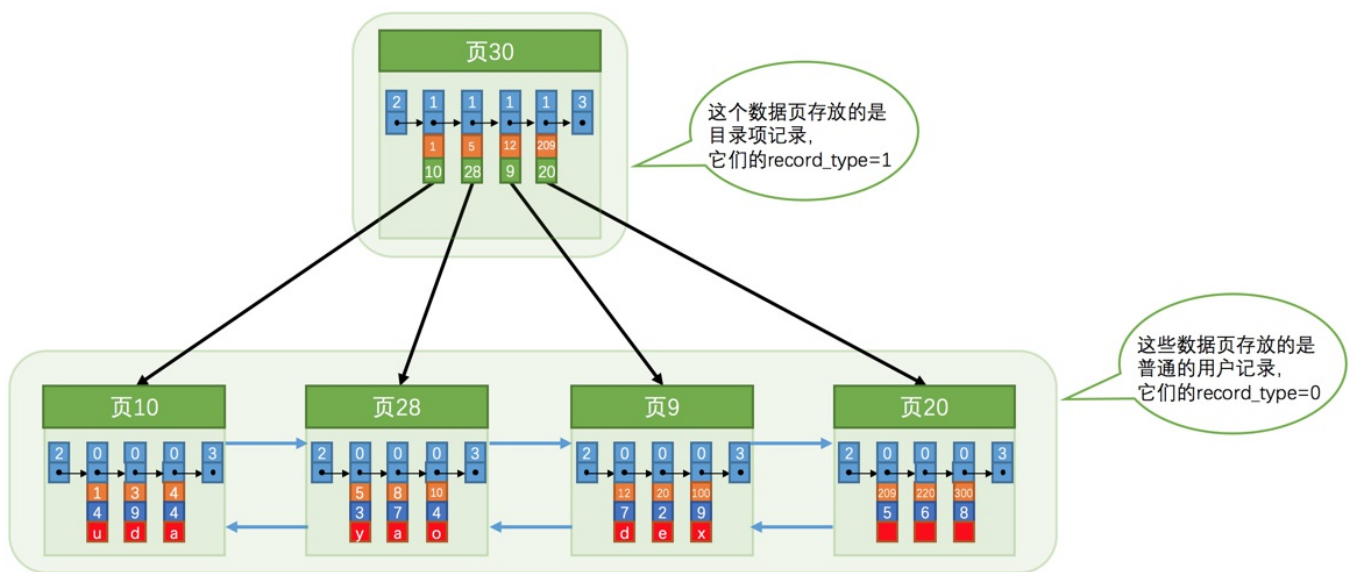 页30
2 1 1 1 1 3
1 5 12 209
10 28 9 20
这个数据页存放的是
目录项记录，
它们的record_type=1
这些数据页存放的是
普通的用户记录，
它们的record_type=0
页10
2 0 0 0 3
1 3 4
4 9 4
u d a
页28
2 0 0 0 3
5 8 10
3 7 4
y a o
页9
2 0 0 0 3
12 20 100
7 2 9
d e x
页20
2 0 0 0 3
209 220 300
5 6 8